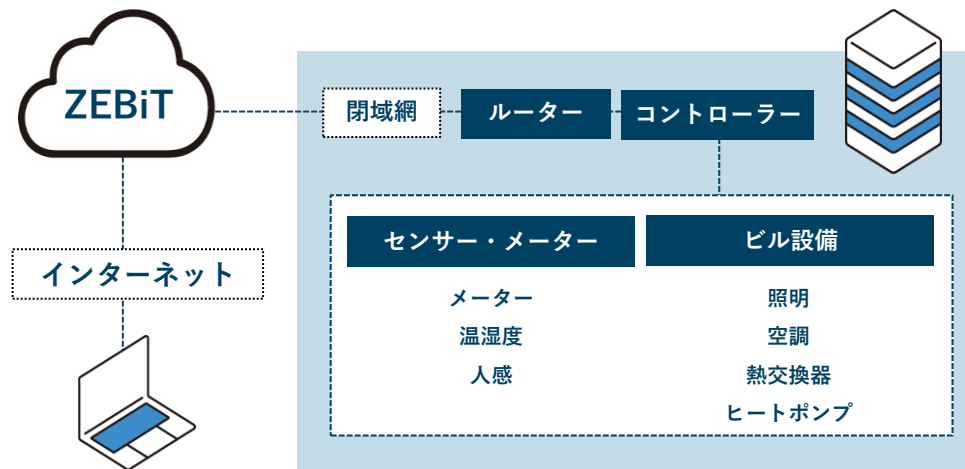 ZEBiT
閉域網
ルーター
コントローラー
インターネット
センサー・メーター
メーター
温湿度
人感
ビル設備
照明
空調
熱交換器
ヒートポンプ